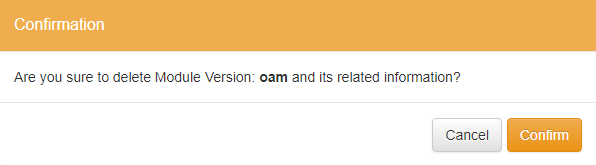 Confirmation
Are you sure to delete Module Version: oam and its related information?
Cancel Confirm